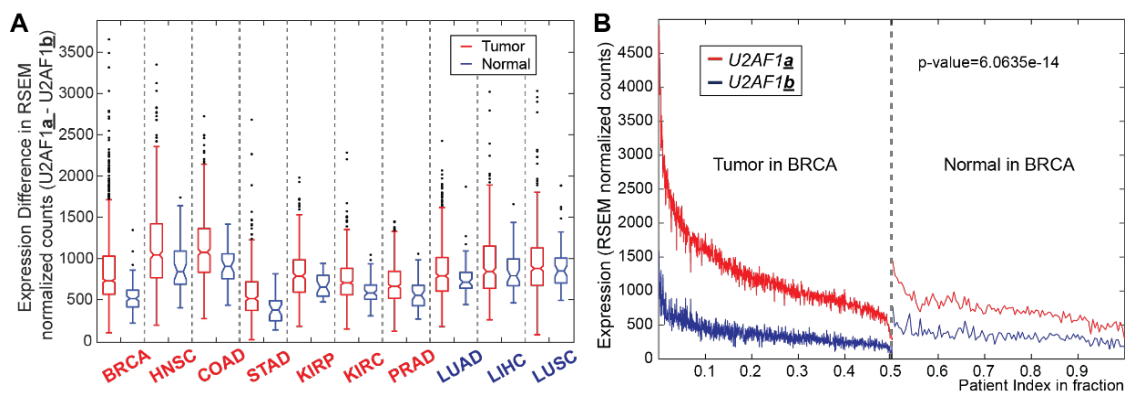 A
Expression Difference in RSEM
normalized counts (U2AF1a - U2AF1b)
3500
3000
2500
2000
1500
1000
500
0
Tumor
Normal
BRCA
HNSC
COAD
STAD
KIRP
KIRC
PRAD
LUAD
LIHC
LUSC
B
Expression (RSEM normalized counts)
4500
4000
3500
3000
2500
2000
1500
1000
500
0
U2AF1a
U2AF1b
p-value=6.0635e-14
Tumor in BRCA
Normal in BRCA
0.1 0.2 0.3 0.4 0.5 0.6 0.7 0.8 0.9
Patient Index in fraction